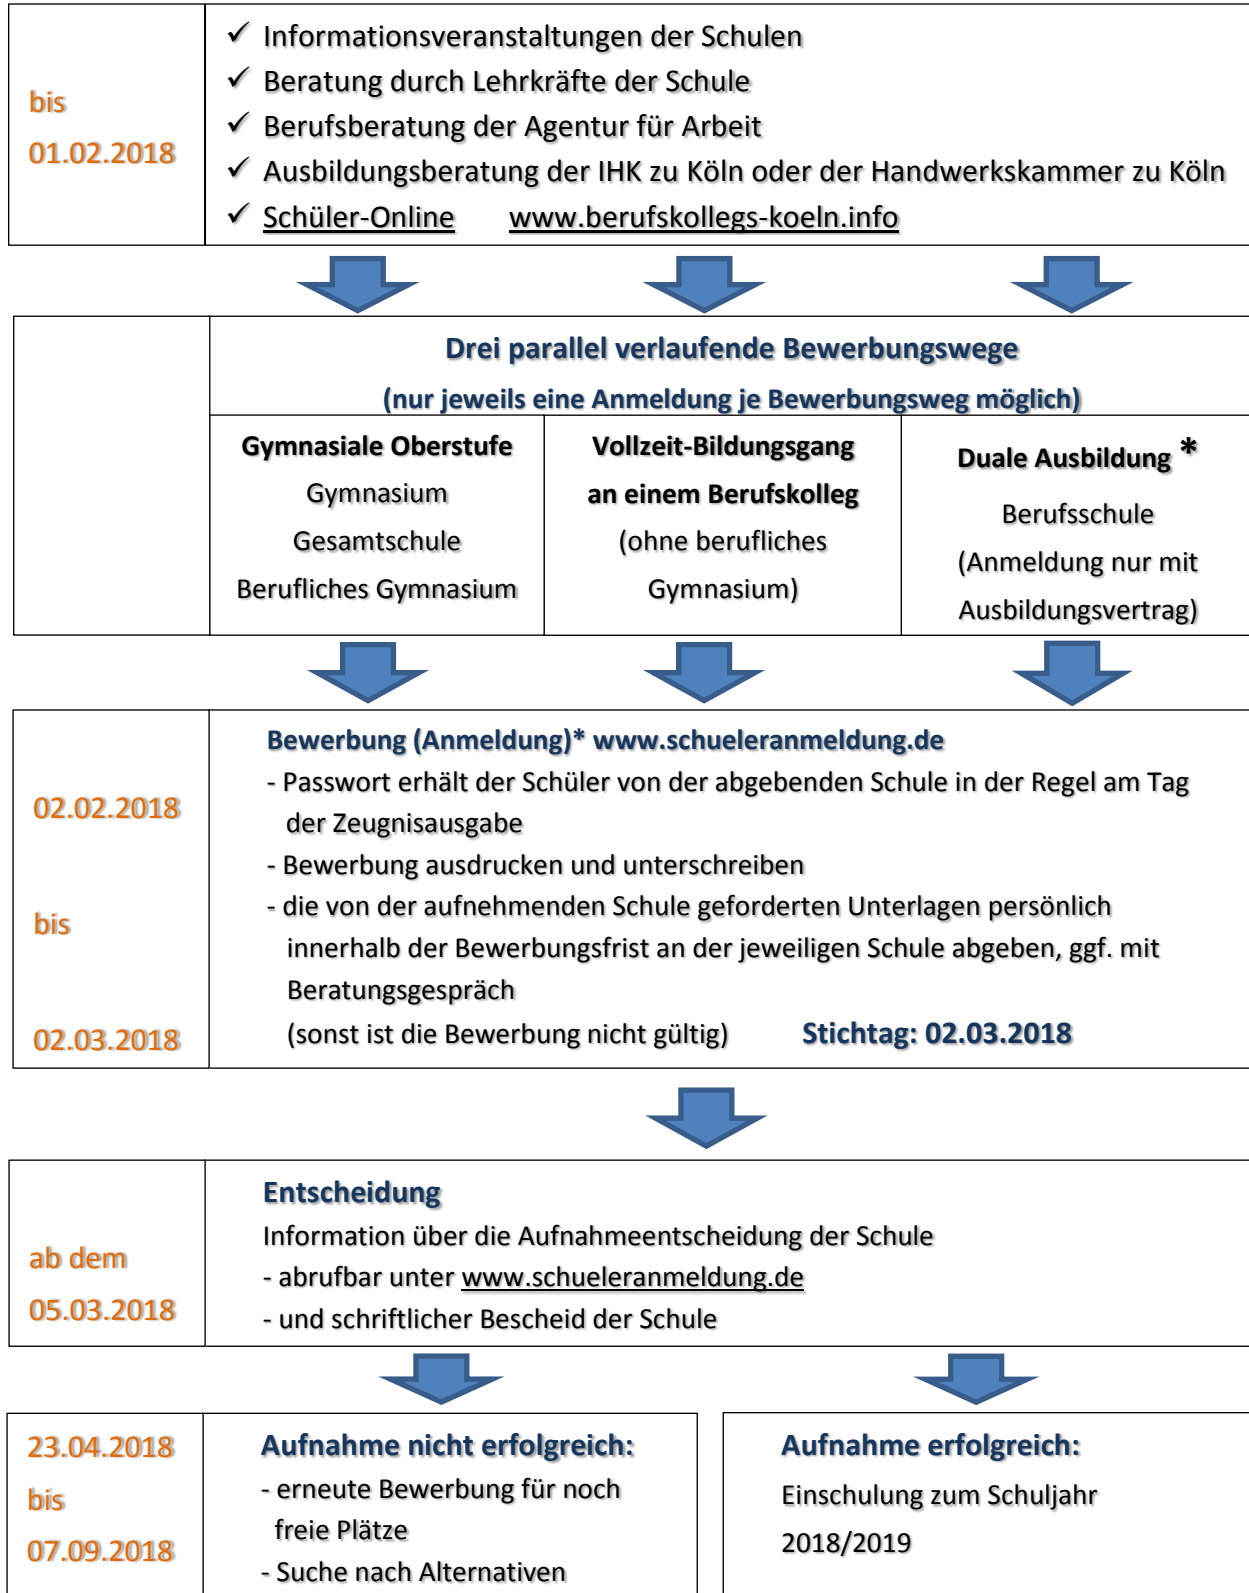 bis
01.02.2018
✓ Informationsveranstaltungen der Schulen
✓ Beratung durch Lehrkräfte der Schule
✓ Berufsberatung der Agentur für Arbeit
✓ Ausbildungsberatung der IHK zu Köln oder der Handwerkskammer zu Köln
✓ Schüler-Online www.berufskollegs-koeln.info
Drei parallel verlaufende Bewerbungswege
(nur jeweils eine Anmeldung je Bewerbungsweg möglich)
Gymnasiale Oberstufe
Gymnasium
Gesamtschule
Berufliches Gymnasium
Vollzeit-Bildungsgang
an einem Berufskolleg
(ohne berufliches
Gymnasium)
Duale Ausbildung *
Berufsschule
(Anmeldung nur mit
Ausbildungsvertrag)
02.02.2018
bis
02.03.2018
Bewerbung (Anmeldung)* www.schueleranmeldung.de
- Passwort erhält der Schüler von der abgebenden Schule in der Regel am Tag
der Zeugnisausgabe
- Bewerbung ausdrucken und unterschreiben
- die von der aufnehmenden Schule geforderten Unterlagen persönlich
innerhalb der Bewerbungsfrist an der jeweiligen Schule abgeben, ggf. mit
Beratungsgespräch
(sonst ist die Bewerbung nicht gültig) Stichtag: 02.03.2018
ab dem
05.03.2018
Entscheidung
Information über die Aufnahmeentscheidung der Schule
- abrufbar unter www.schueleranmeldung.de
- und schriftlicher Bescheid der Schule
23.04.2018
bis
07.09.2018
Aufnahme nicht erfolgreich:
- erneute Bewerbung für noch
freie Plätze
- Suche nach Alternativen
Aufnahme erfolgreich:
Einschulung zum Schuljahr
2018/2019